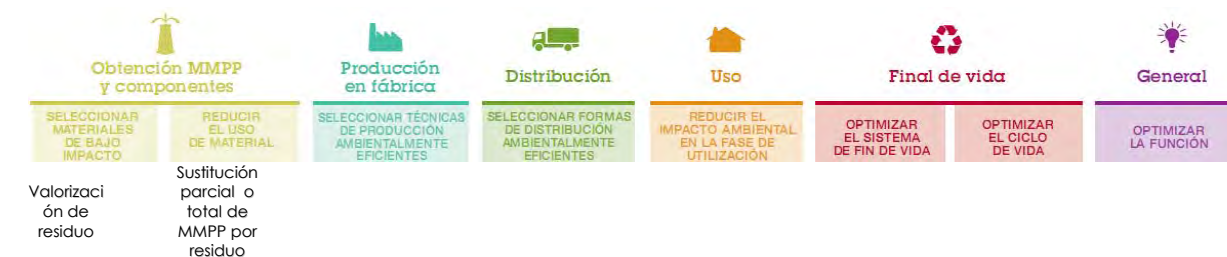 Obtención MMPP
y componentes
Producción
en fábrica
Distribución
Uso
Final de vida
General
SELECCIONAR
MATERIALES
DE BAJO
IMPACTO
REDUCIR
EL USO
DE MATERIAL
SELECCIONAR TÉCNICAS
DE PRODUCCIÓN
AMBIENTALMENTE
EFICIENTES
SELECCIONAR FORMAS
DE DISTRIBUCIÓN
AMBIENTALMENTE
EFICIENTES
REDUCIR EL
IMPACTO AMBIENTAL
EN LA FASE DE
UTILIZACIÓN
OPTIMIZAR
EL SISTEMA
DE FIN DE VIDA
OPTIMIZAR
EL CICLO
DE VIDA
OPTIMIZAR
LA FUNCIÓN
Valorizaci
ón de
residuo
Sustitución
parcial o
total de
MMPP por
residuo